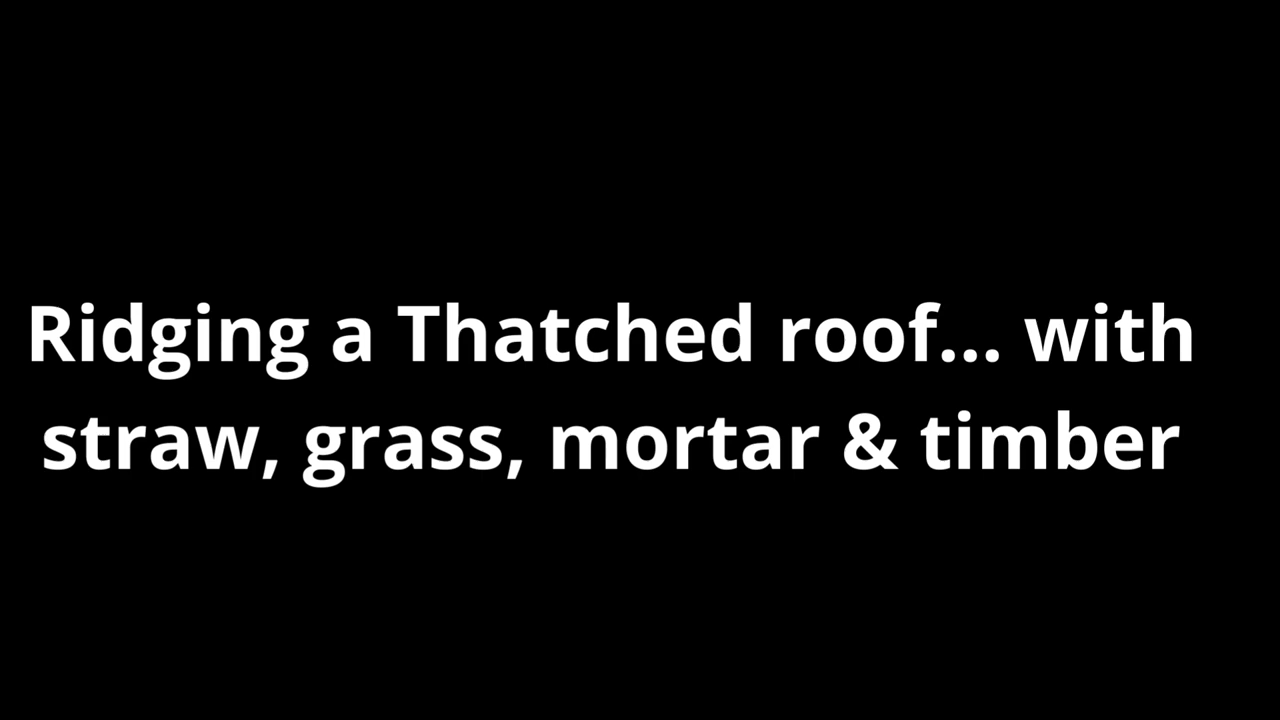 Ridging a Thatched roof... with
straw, grass, mortar & timber